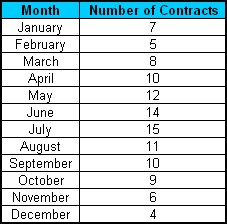 Month Number of Contracts
January 7
February 5
March 8
April 10
May 12
June 14
July 15
August 11
September 10
October 9
November 6
December 4